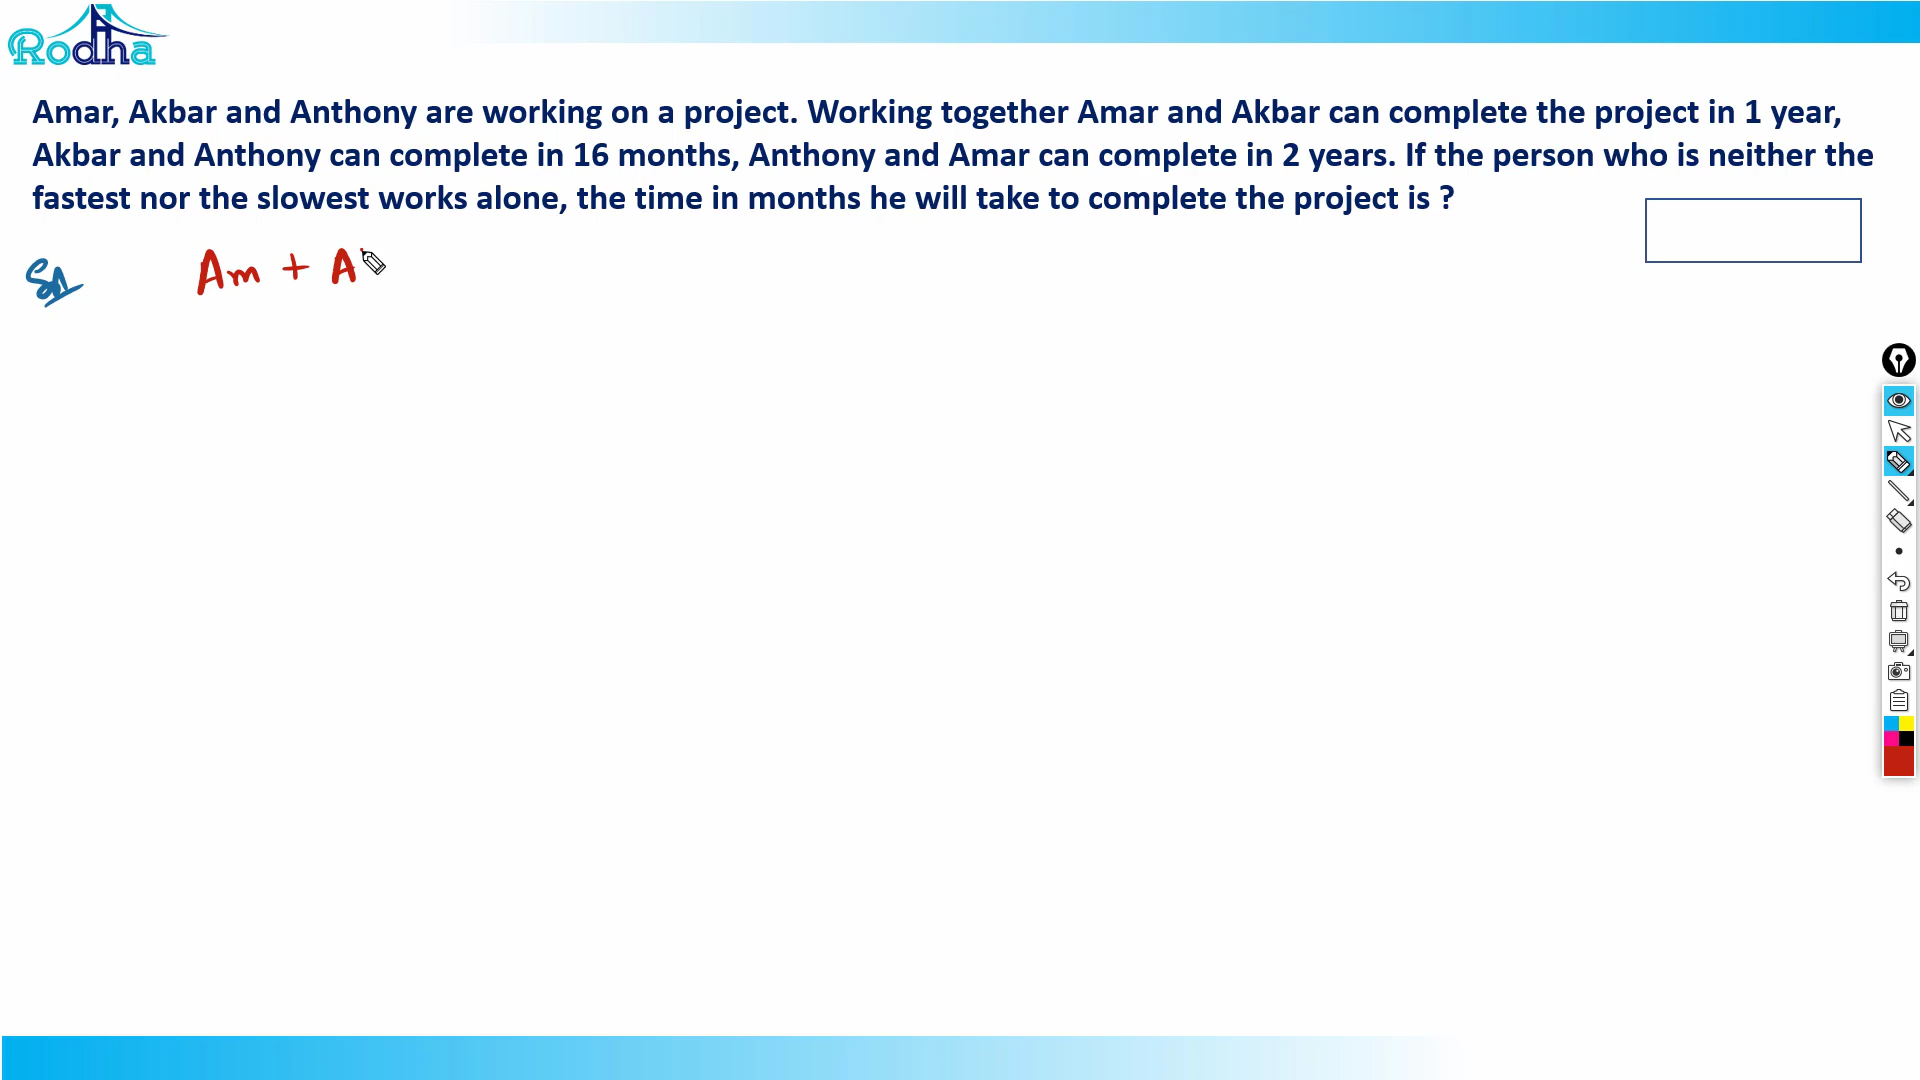 Rodha
Amar, Akbar and Anthony are working on a project. Working together Amar and Akbar can complete the project in 1 year,
Akbar and Anthony can complete in 16 months, Anthony and Amar can complete in 2 years. If the person who is neither the
fastest nor the slowest works alone, the time in months he will take to complete the project is ?
Am + A